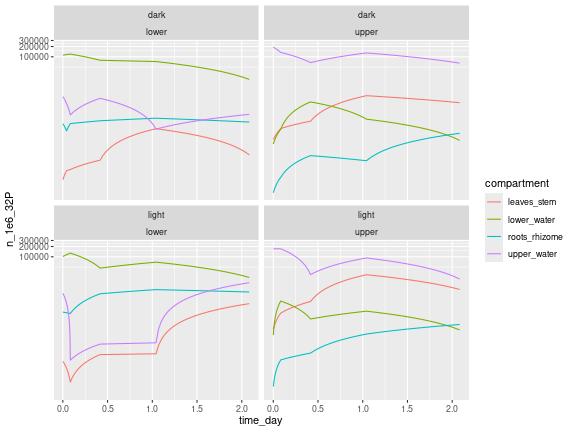 dark
dark
lower
upper
300000
200000
100000
light
light
lower
upper
300000
200000
100000
n_1e6_32P
0.0
0.5
1.0
1.5
2.0
0.0
0.5
1.0
1.5
2.0
time_day
compartment
leaves_stem
lower_water
roots_rhizome
upper_water